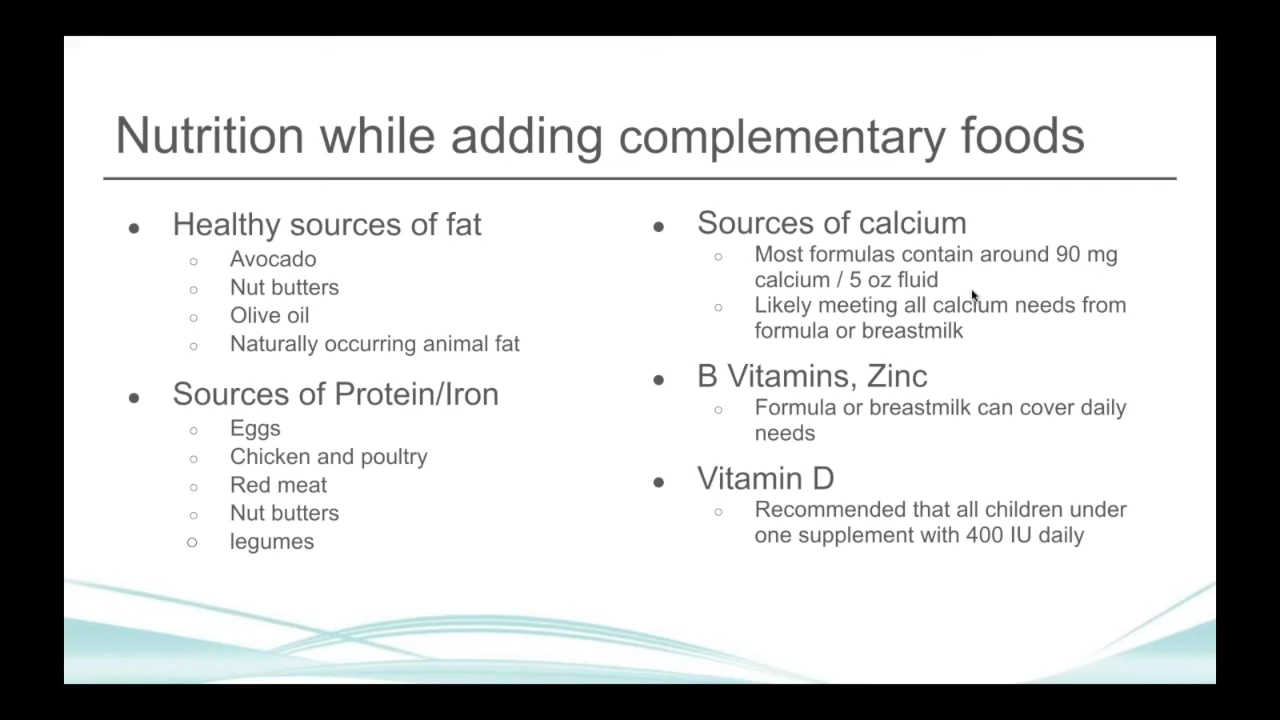 Nutrition while adding complementary foods
● Healthy sources of fat
○ Avocado
○ Nut butters
○ Olive oil
○ Naturally occurring animal fat
● Sources of Protein/Iron
○ Eggs
○ Chicken and poultry
○ Red meat
○ Nut butters
○ legumes
● Sources of calcium
○ Most formulas contain around 90 mg
calcium / 5 oz fluid
○ Likely meeting all calcium needs from
formula or breastmilk
● B Vitamins, Zinc
○ Formula or breastmilk can cover daily
needs
● Vitamin D
○ Recommended that all children under
one supplement with 400 IU daily